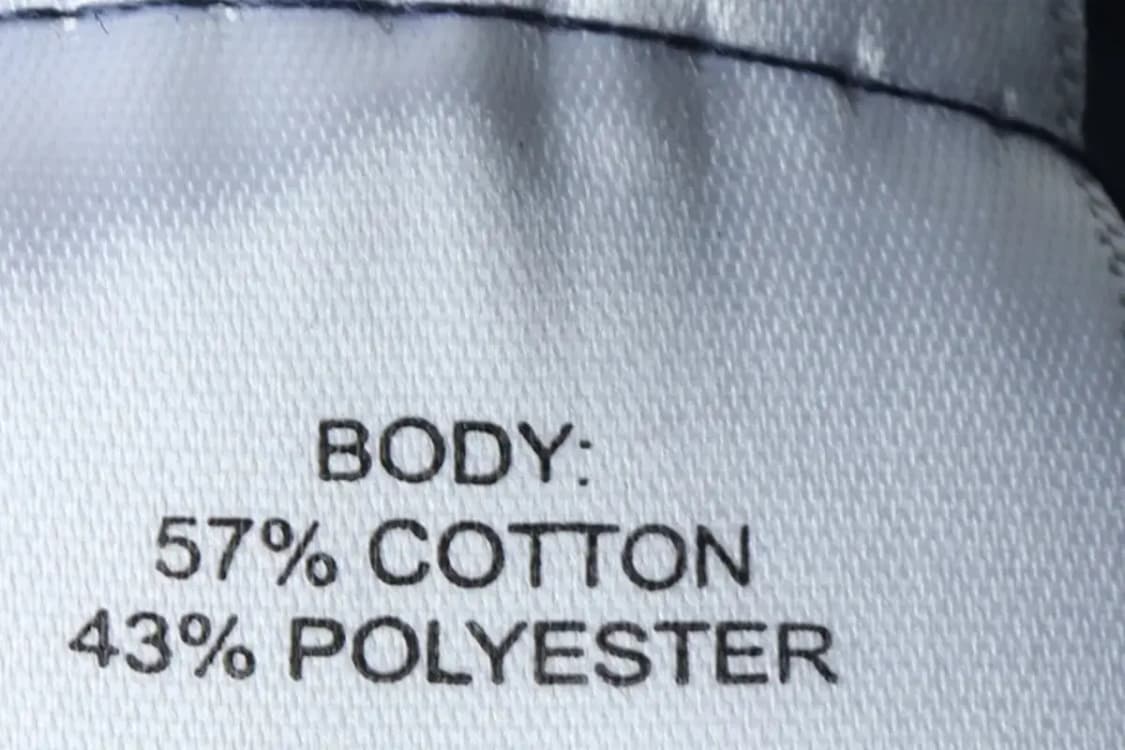 BODY:
57% COTTON
43% POLYESTER